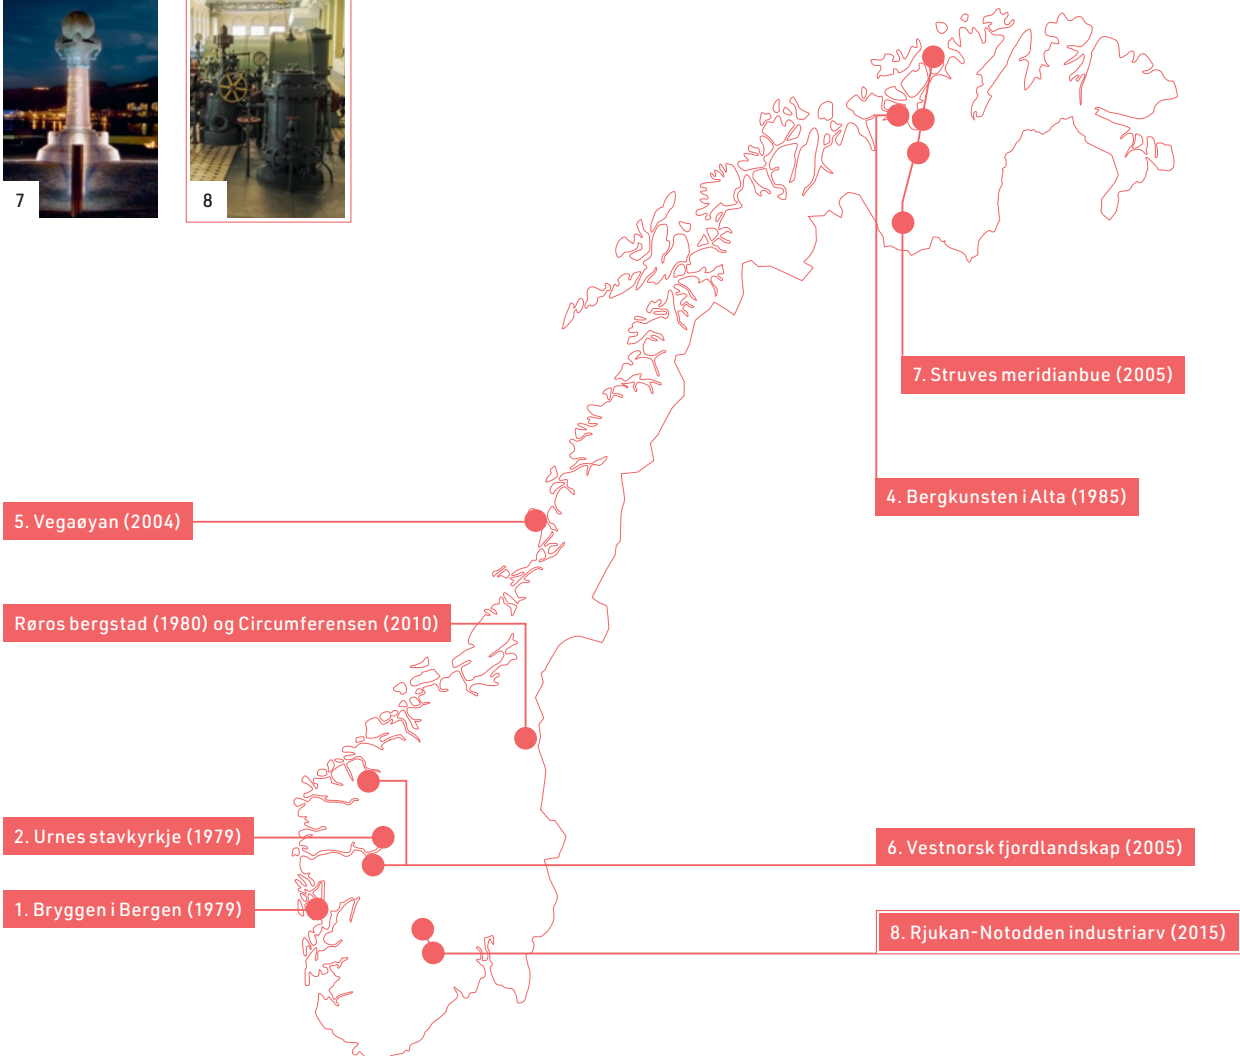 7
8
7. Struves meridianbue (2005)
4. Bergkunsten i Alta (1985)
5. Vegaøyan (2004)
Røros bergstad (1980) og Circumferensen (2010)
2. Urnes stavkyrkje (1979)
6. Vestnorsk fjordlandskap (2005)
1. Bryggen i Bergen (1979)
8. Rjukan-Notodden industriarv (2015)